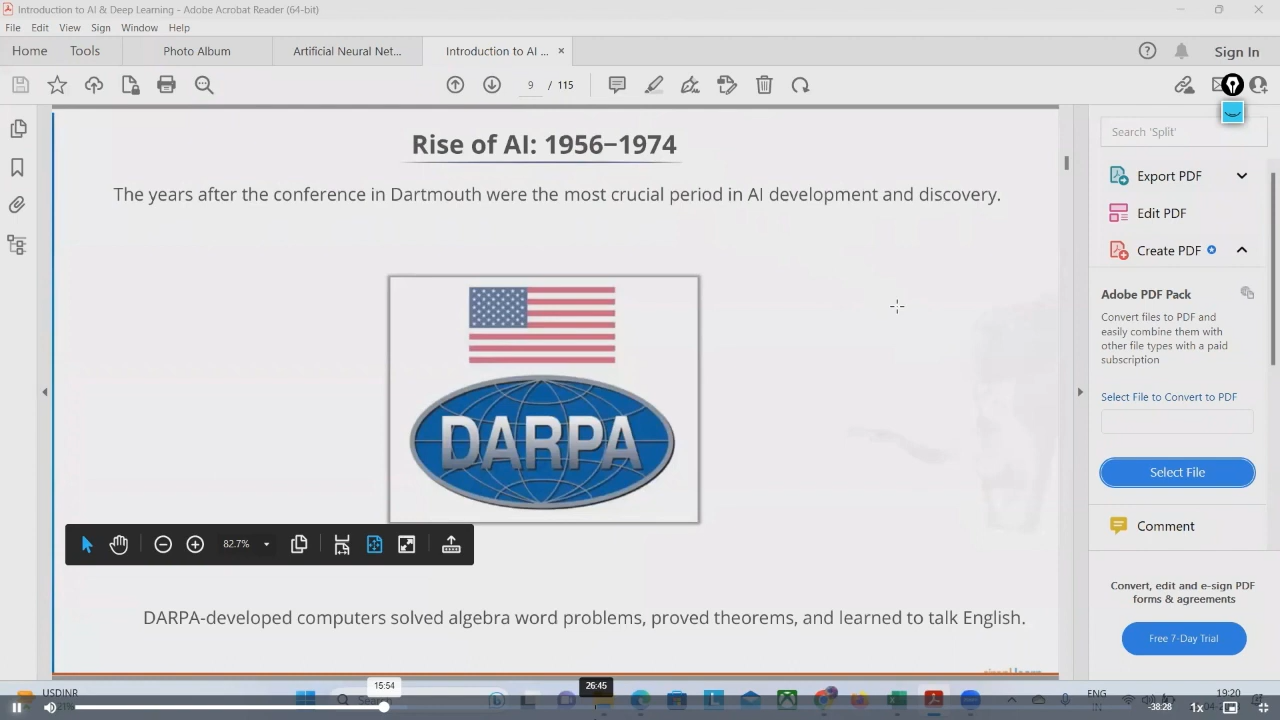 Introduction to AI & Deep Learning - Adobe Acrobat Reader (64-bit)
File Edit View Sign Window Help
Home Tools Photo Album Artificial Neural Net... Introduction to AI ... × Sign In
9 / 115
Rise of AI: 1956–1974
The years after the conference in Dartmouth were the most crucial period in AI development and discovery.
DARPA
82.7%
DARPA-developed computers solved algebra word problems, proved theorems, and learned to talk English.
Search 'Split'
Export PDF
Edit PDF
Create PDF
Adobe PDF Pack
Convert files to PDF and
easily combine them with
other file types with a paid
subscription
Select File to Convert to PDF
Select File
Comment
Convert, edit and e-sign PDF
forms & agreements
Free 7-Day Trial
USDINR
15:54
26:45
ENG
IN
19:20
-38:28
1x